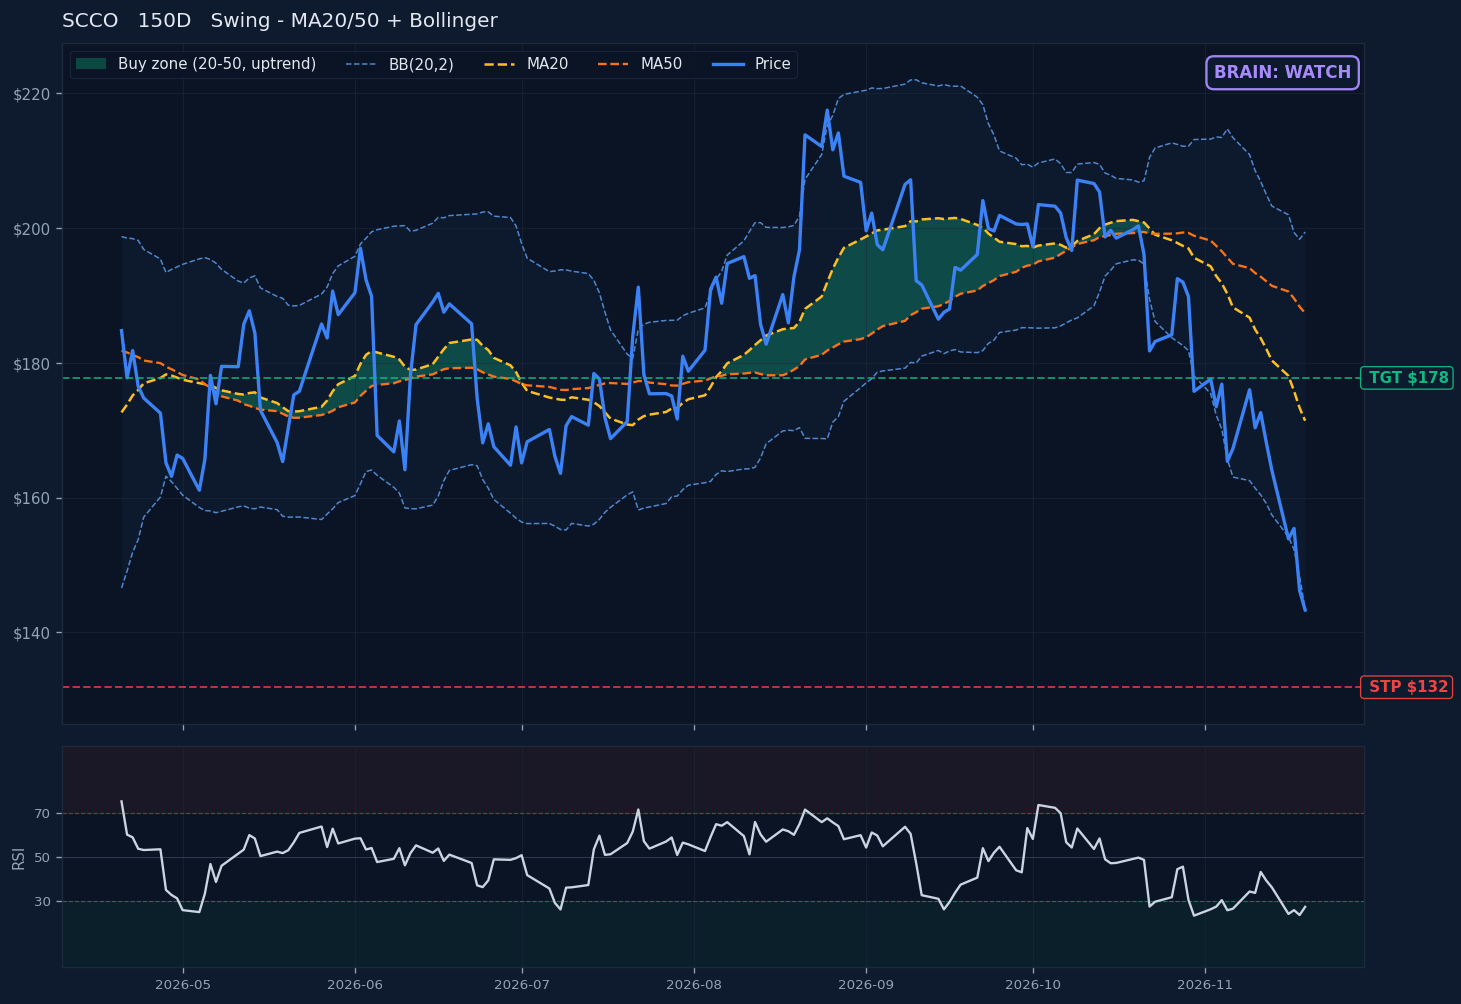 SCCO 150D Swing - MA20/50 + Bollinger
Buy zone (20-50, uptrend) BB(20,2) MA20 MA50 Price
BRAIN: WATCH
$220
$200
$180
$160
$140
TGT $178
STP $132
RSI
70
50
30
2026-05 2026-06 2026-07 2026-08 2026-09 2026-10 2026-11